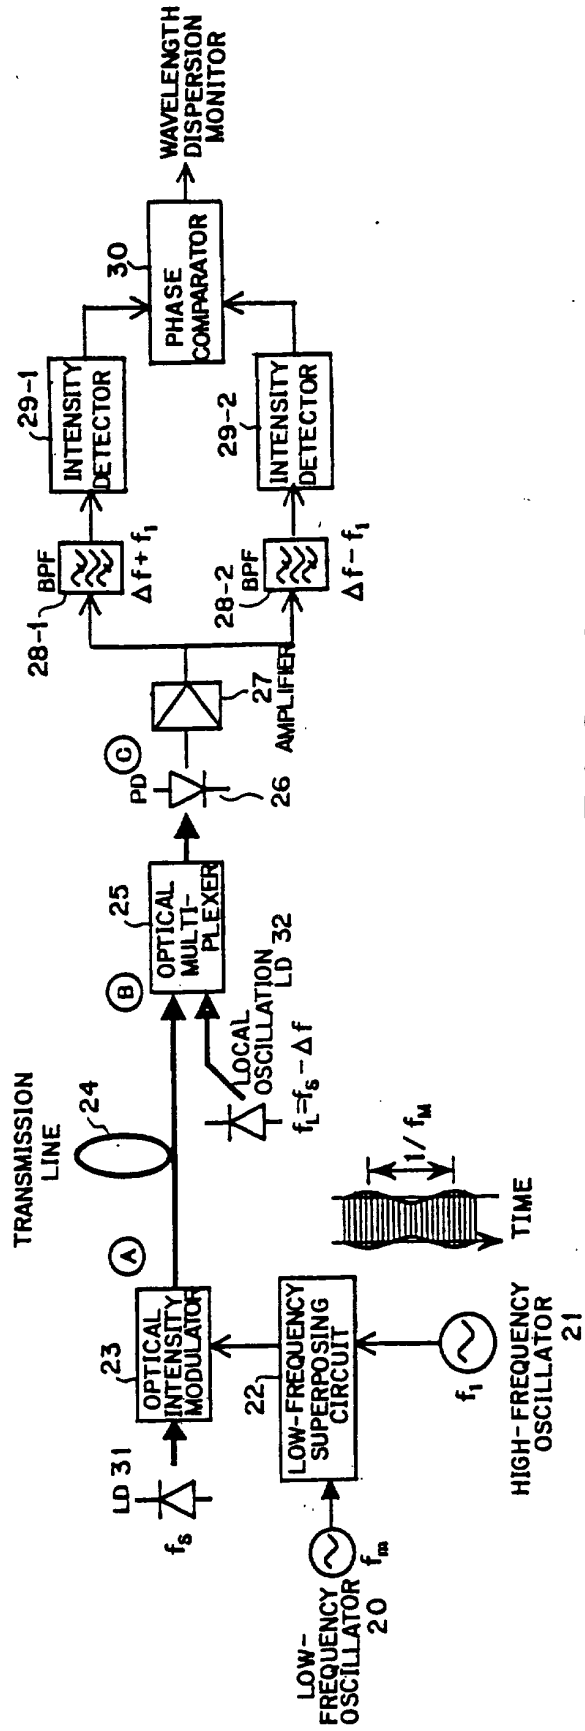 LOW-
FREQUENCY
OSCILLATOR
20
fm
LD 31
fs
23
OPTICAL
INTENSITY
MODULATOR
22
LOW-FREQUENCY
SUPERPOSING
CIRCUIT
f1
HIGH-FREQUENCY
OSCILLATOR
21
1/fM
TIME
A
TRANSMISSION
LINE
24
B
25
OPTICAL
MULTI-
PLEXER
LOCAL
OSCILLATION
LD 32
fL=fs-Δf
PD
C
26
27
AMPLIFIER
28-1
BPF
Δf+f1
28-2
BPF
Δf-f1
29-1
INTENSITY
DETECTOR
29-2
INTENSITY
DETECTOR
30
PHASE
COMPARATOR
WAVELENGTH
DISPERSION
MONITOR